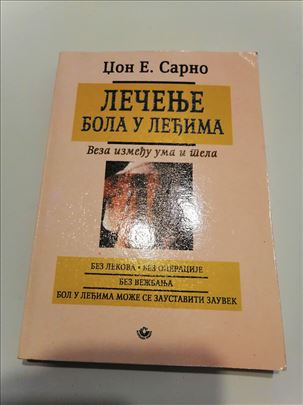 Џон Е. Сарно
ЛЕЧЕЊЕ
БОЛА У ЛЕЂИМА
Веза између ума и тела
БЕЗ ЛЕКОВА • БЕЗ ОПЕРАЦИЈЕ
БЕЗ ВЕЖБАЊА
БОЛ У ЛЕЂИМА МОЖЕ СЕ ЗАУСТАВИТИ ЗАУВЕК